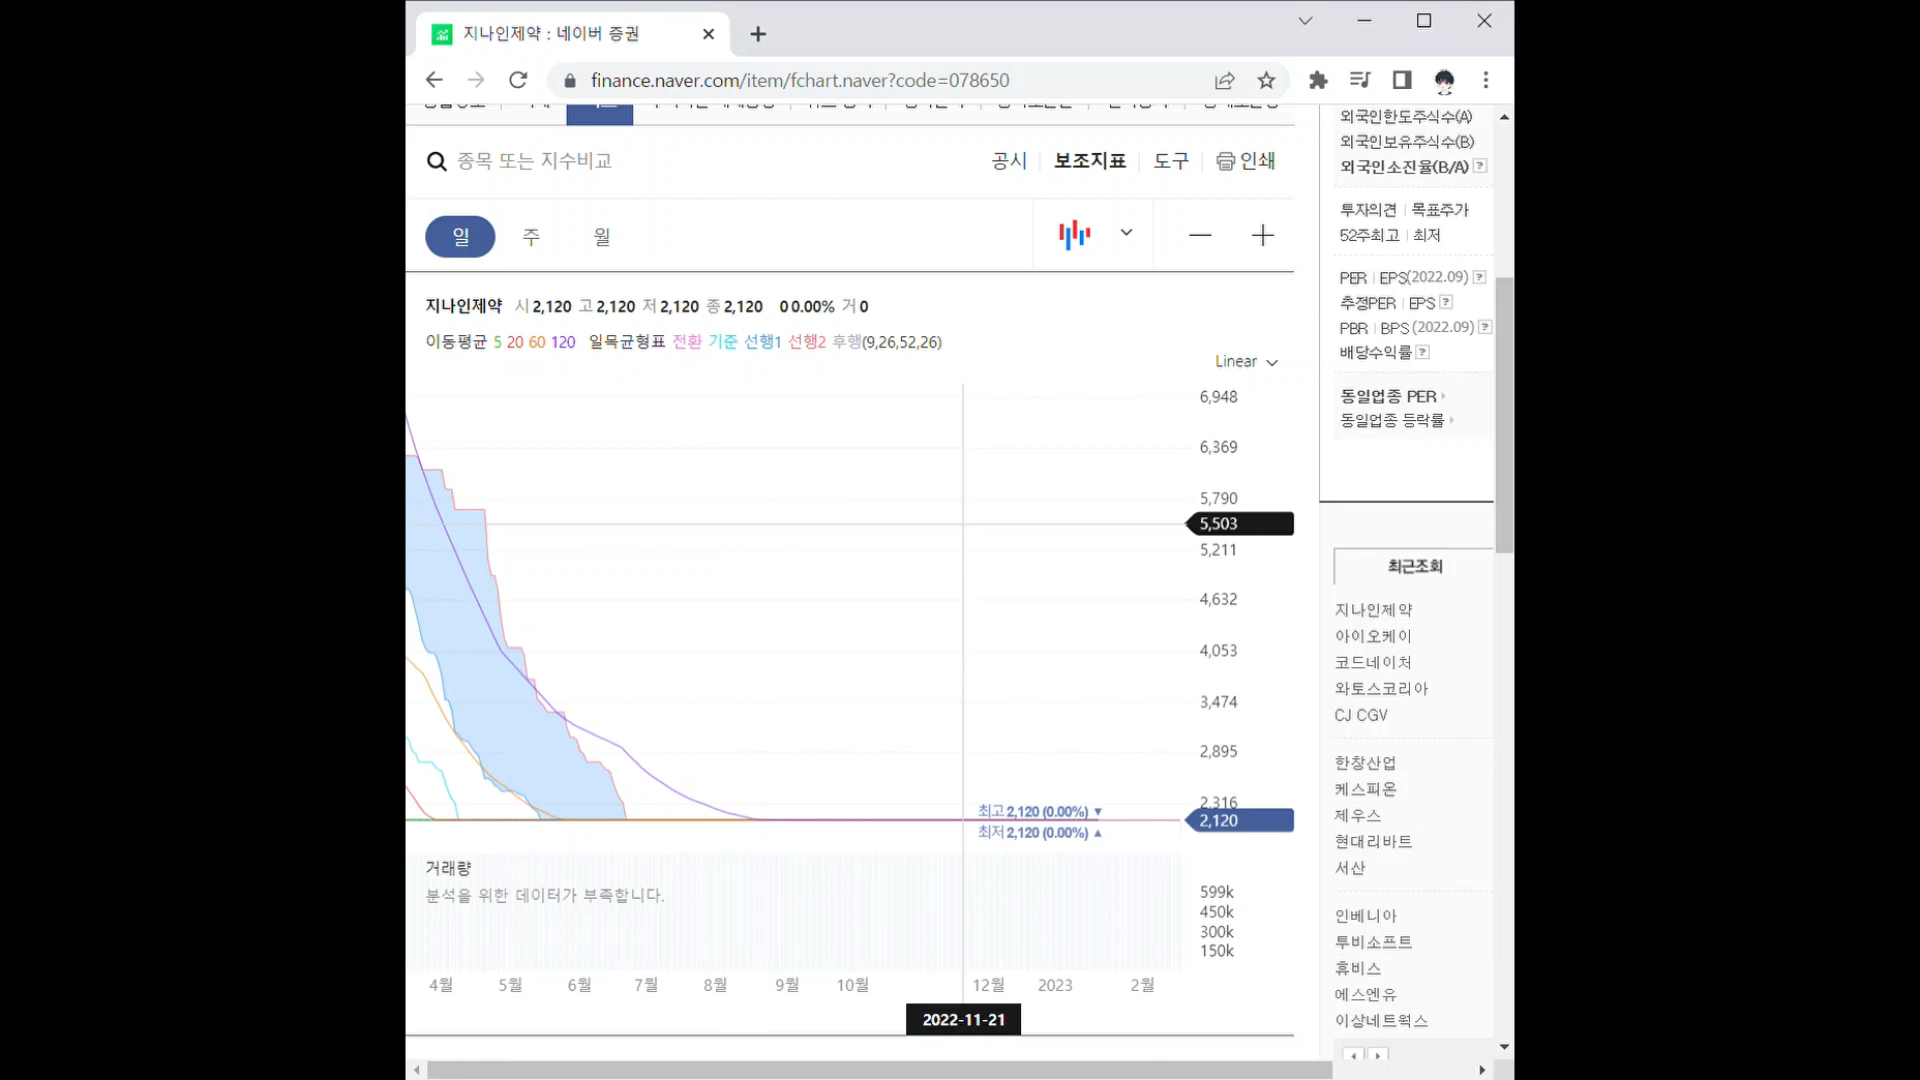 지나인제약 : 네이버 증권
finance.naver.com/item/fchart.naver?code=078650
종목 또는 지수비교
공시 보조지표 도구 인쇄
일 주 월
지나인제약 시 2,120 고 2,120 저 2,120 종 2,120 0 0.00% 거 0
이동평균 5 20 60 120 일목균형표 전환 기준 선행1 선행2 후행(9,26,52,26)
Linear
6,948
6,369
5,790
5,503
5,211
4,632
4,053
3,474
2,895
2,316
최고 2,120 (0.00%) ▼
2,120
최저 2,120 (0.00%) ▲
거래량
분석을 위한 데이터가 부족합니다.
599k
450k
300k
150k
4월 5월 6월 7월 8월 9월 10월 12월 2023 2월
2022-11-21
외국인한도주식수(A)
외국인보유주식수(B)
외국인소진율(B/A) ?
투자의견 | 목표주가
52주최고 | 최저
PER | EPS(2022.09) ?
추정PER | EPS ?
PBR | BPS (2022.09) ?
배당수익률 ?
동일업종 PER
동일업종 등락률
최근조회
지나인제약
아이오케이
코드네이처
와토스코리아
CJ CGV
한창산업
케스피온
제우스
현대리바트
서산
인베니아
투비소프트
휴비스
에스엔유
이상네트웍스